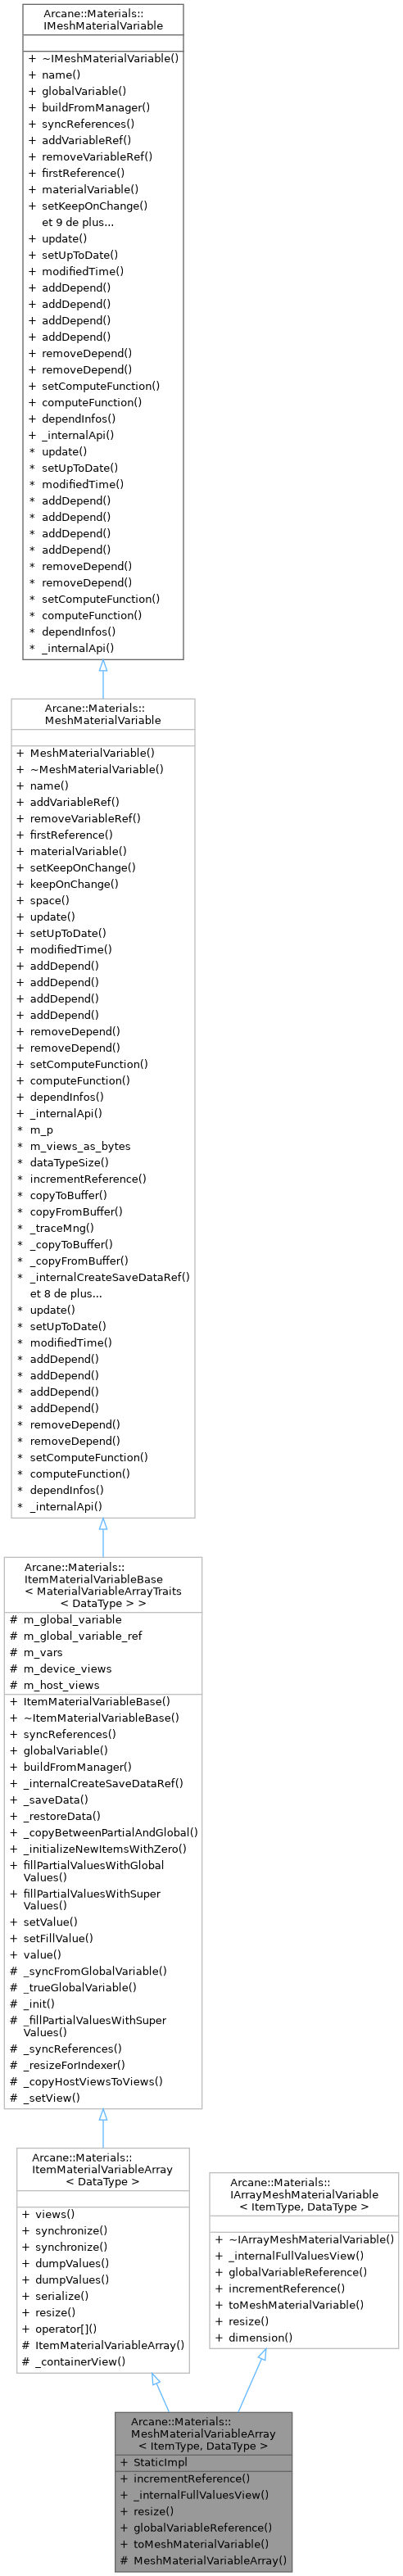 Arcane::Materials::
IMeshMaterialVariable
+ ~IMeshMaterialVariable()
+ name()
+ globalVariable()
+ buildFromManager()
+ syncReferences()
+ addVariableRef()
+ removeVariableRef()
+ firstReference()
+ materialVariable()
+ setKeepOnChange()
et 9 de plus...
+ update()
+ setUpToDate()
+ modifiedTime()
+ addDepend()
+ addDepend()
+ addDepend()
+ addDepend()
+ removeDepend()
+ removeDepend()
+ setComputeFunction()
+ computeFunction()
+ dependInfos()
+ _internalApi()
* update()
* setUpToDate()
* modifiedTime()
* addDepend()
* addDepend()
* addDepend()
* addDepend()
* removeDepend()
* removeDepend()
* setComputeFunction()
* computeFunction()
* dependInfos()
* _internalApi()
Arcane::Materials::
MeshMaterialVariable
+ MeshMaterialVariable()
+ ~MeshMaterialVariable()
+ name()
+ addVariableRef()
+ removeVariableRef()
+ firstReference()
+ materialVariable()
+ setKeepOnChange()
+ keepOnChange()
+ space()
+ update()
+ setUpToDate()
+ modifiedTime()
+ addDepend()
+ addDepend()
+ addDepend()
+ addDepend()
+ removeDepend()
+ removeDepend()
+ setComputeFunction()
+ computeFunction()
+ dependInfos()
+ _internalApi()
* m_p
* m_views_as_bytes
* dataTypeSize()
* incrementReference()
* copyToBuffer()
* copyFromBuffer()
* _traceMng()
* _copyToBuffer()
* _copyFromBuffer()
* _internalCreateSaveDataRef()
et 8 de plus...
* update()
* setUpToDate()
* modifiedTime()
* addDepend()
* addDepend()
* addDepend()
* addDepend()
* removeDepend()
* removeDepend()
* setComputeFunction()
* computeFunction()
* dependInfos()
* _internalApi()
Arcane::Materials::
ItemMaterialVariableBase
< MaterialVariableArrayTraits
< DataType > >
# m_global_variable
# m_global_variable_ref
# m_vars
# m_device_views
# m_host_views
+ ItemMaterialVariableBase()
+ ~ItemMaterialVariableBase()
+ syncReferences()
+ globalVariable()
+ buildFromManager()
+ _internalCreateSaveDataRef()
+ _saveData()
+ _restoreData()
+ _copyBetweenPartialAndGlobal()
+ _initializeNewItemsWithZero()
+ fillPartialValuesWithGlobal
Values()
+ fillPartialValuesWithSuper
Values()
+ setValue()
+ setFillValue()
+ value()
# _syncFromGlobalVariable()
# _trueGlobalVariable()
# _init()
# _fillPartialValuesWithSuper
Values()
# _syncReferences()
# _resizeForIndexer()
# _copyHostViewsToViews()
# _setView()
Arcane::Materials::
ItemMaterialVariableArray
< DataType >
+ views()
+ synchronize()
+ synchronize()
+ dumpValues()
+ dumpValues()
+ serialize()
+ resize()
+ operator[]()
# ItemMaterialVariableArray()
# _containerView()
Arcane::Materials::
IArrayMeshMaterialVariable
< ItemType, DataType >
+ ~IArrayMeshMaterialVariable()
+ _internalFullValuesView()
+ globalVariableReference()
+ incrementReference()
+ toMeshMaterialVariable()
+ resize()
+ dimension()
Arcane::Materials::
MeshMaterialVariableArray
< ItemType, DataType >
+ StaticImpl
+ incrementReference()
+ _internalFullValuesView()
+ resize()
+ globalVariableReference()
+ toMeshMaterialVariable()
# MeshMaterialVariableArray()